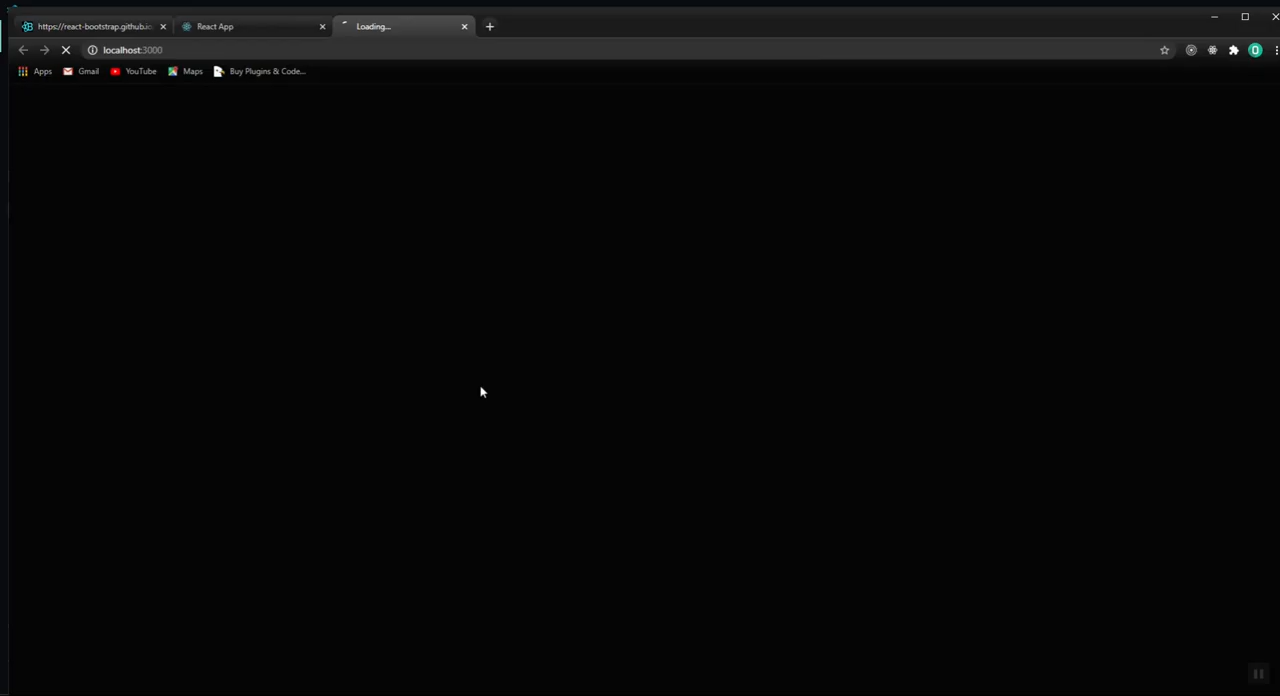 https://react-bootstrap.github.io
React App
Loading...
localhost:3000
Apps
Gmail
YouTube
Maps
Buy Plugins & Code...